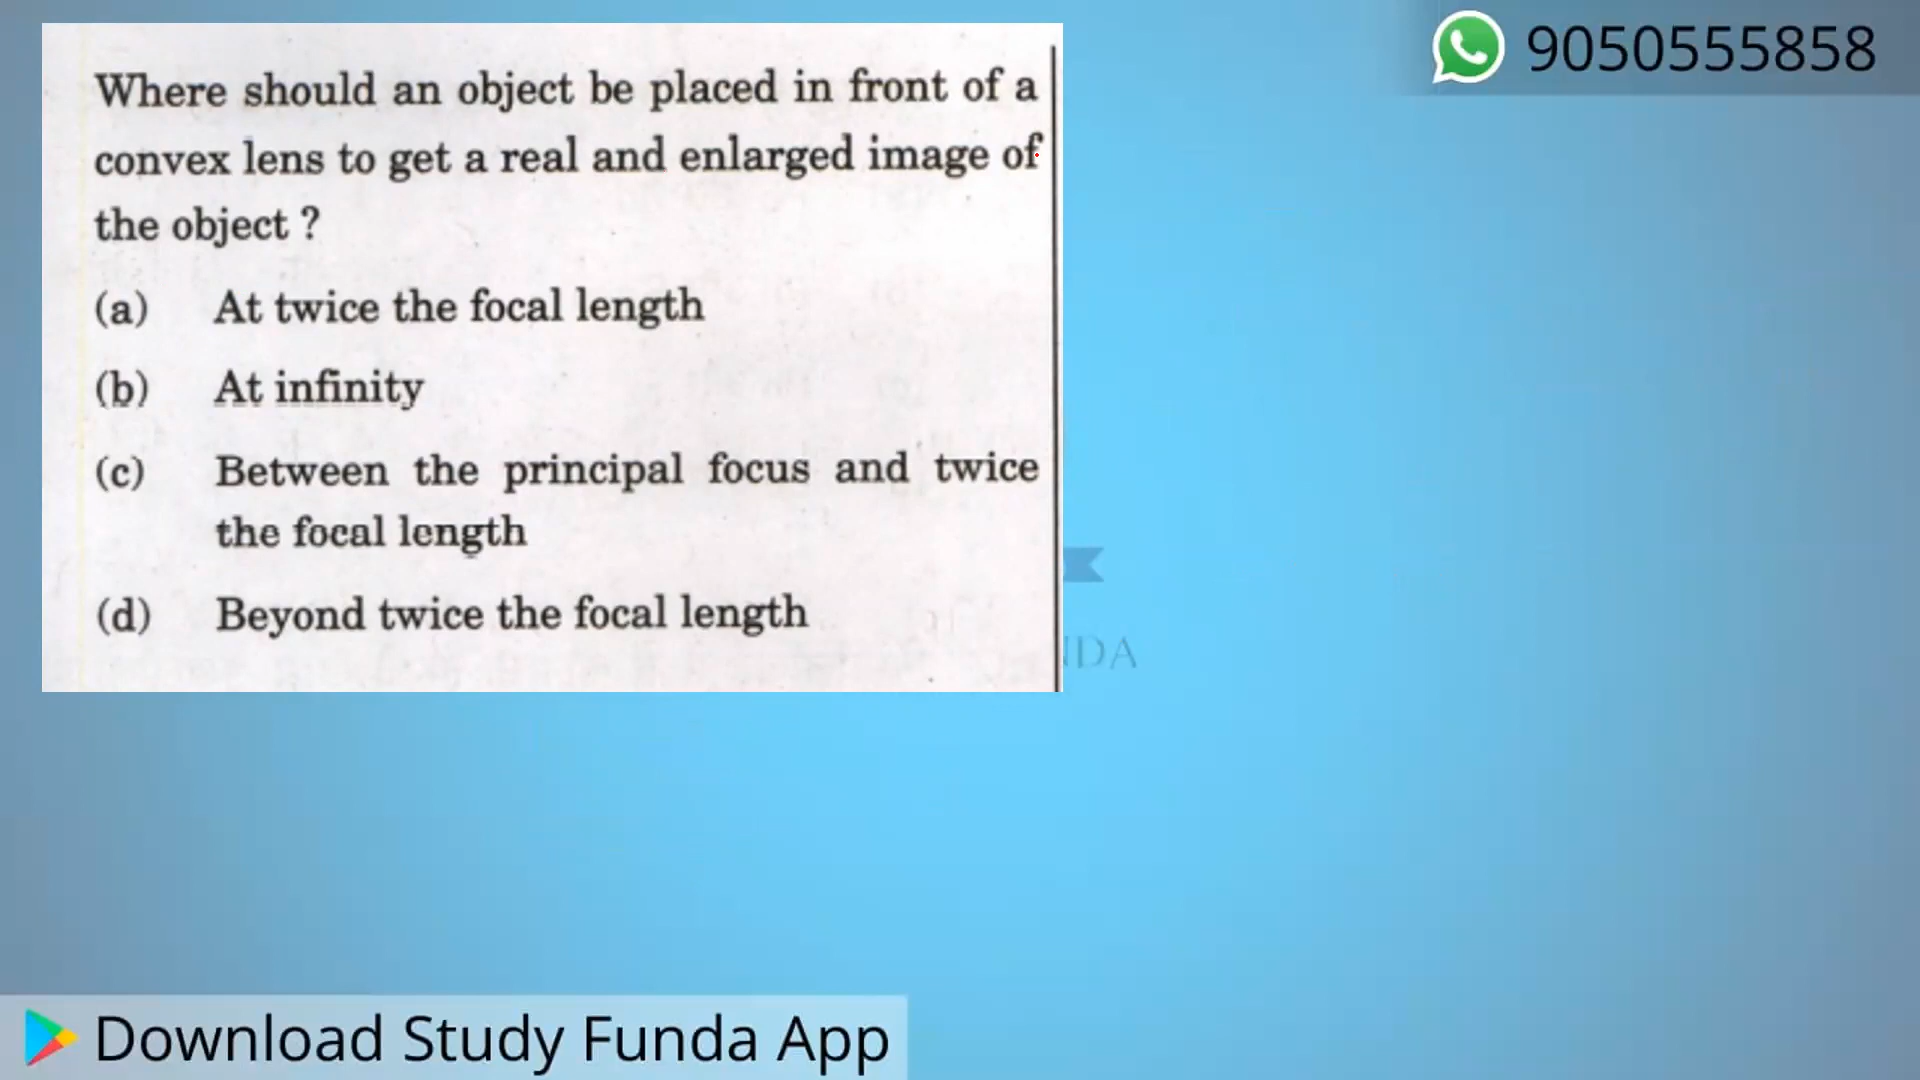 9050555858
Where should an object be placed in front of a
convex lens to get a real and enlarged image of
the object ?
(a) At twice the focal length
(b) At infinity
(c) Between the principal focus and twice
the focal length
(d) Beyond twice the focal length
NDA
Download Study Funda App